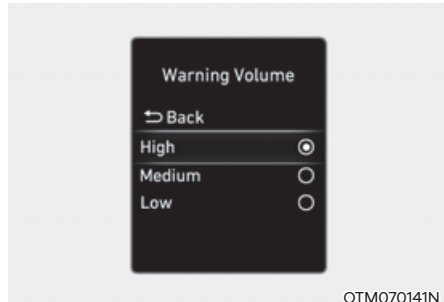 Warning Volume
Back
High
Medium
Low
OTM070141N